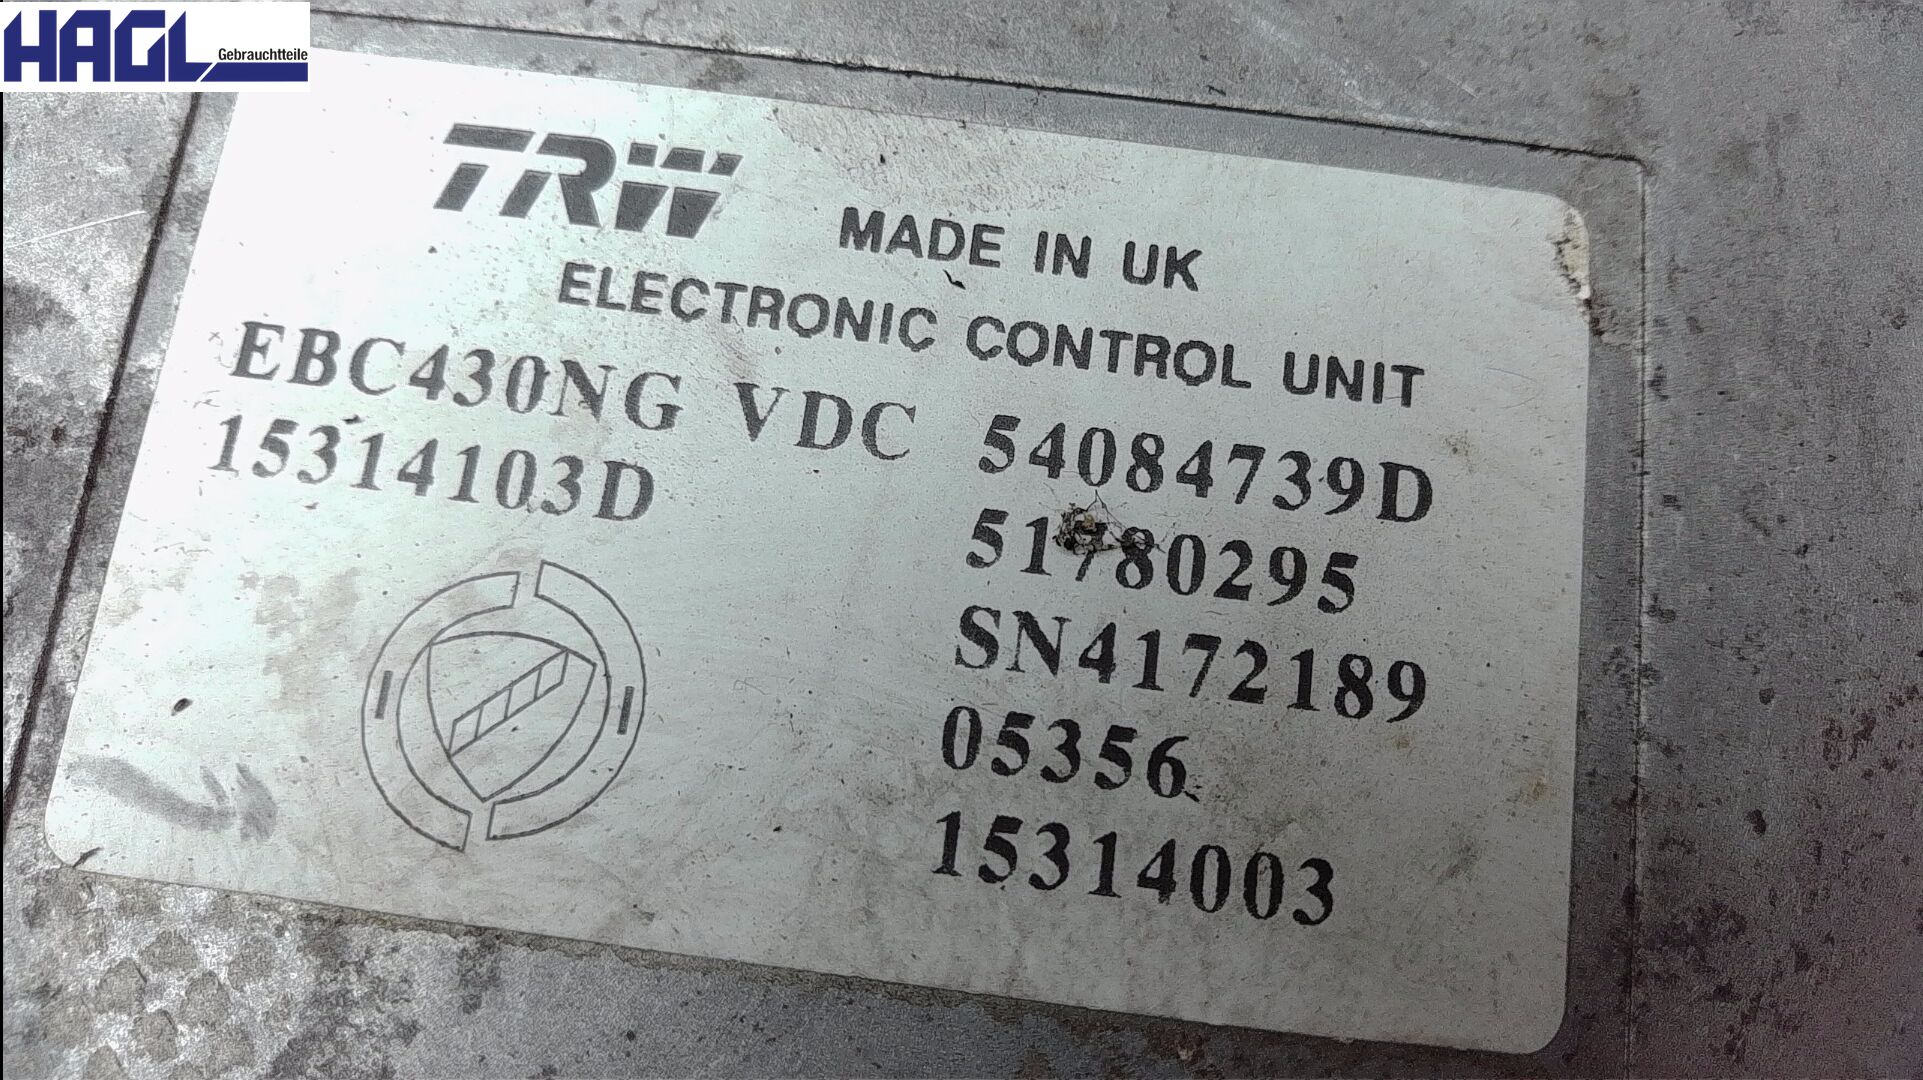 HAGL Gebrauchtteile
TRW
MADE IN UK
ELECTRONIC CONTROL UNIT
EBC430NG VDC 54084739D
15314103D
51780295
SN4172189
05356
15314003